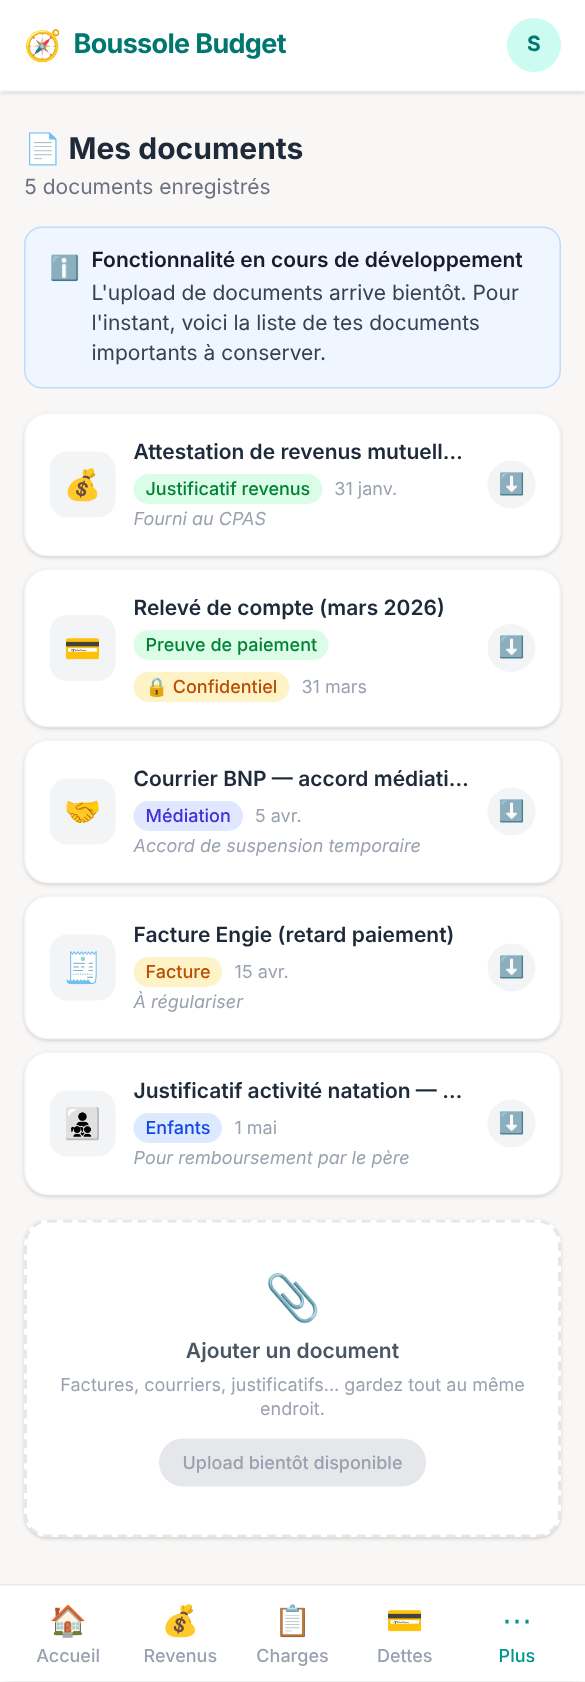 Boussole Budget
S
Mes documents
5 documents enregistrés
Fonctionnalité en cours de développement
L'upload de documents arrive bientôt. Pour
l'instant, voici la liste de tes documents
importants à conserver.
Attestation de revenus mutuell...
Justificatif revenus 31 janv.
Fourni au CPAS
Relevé de compte (mars 2026)
Preuve de paiement
Confidentiel 31 mars
Courrier BNP — accord médiati...
Médiation 5 avr.
Accord de suspension temporaire
Facture Engie (retard paiement)
Facture 15 avr.
À régulariser
Justificatif activité natation — ...
Enfants 1 mai
Pour remboursement par le père
Ajouter un document
Factures, courriers, justificatifs... gardez tout au même
endroit.
Upload bientôt disponible
Accueil Revenus Charges Dettes Plus